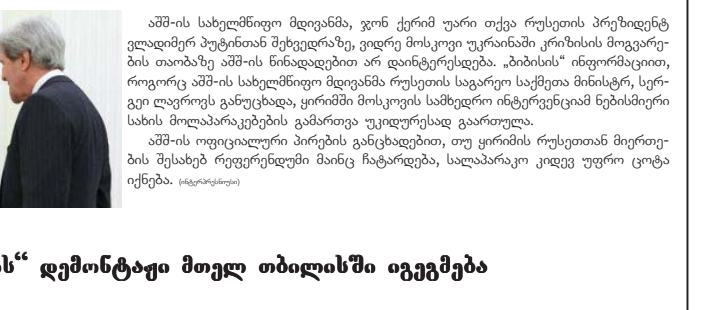 აშშ-ის სახელმწიფო მდივანმა, ჯონ ქერიმ უარი თქვა რუსეთის პრეზიდენტ
ვლადიმერ პუტინთან შეხვედრაზე, ვიდრე მოსკოვი უკრაინაში კრიზისის მოგვარე-
ბის თაობაზე აშშ-ის წინადადებით არ დაინტერესდება. „ბიბისის“ ინფორმაციით,
როგორც აშშ-ის სახელმწიფო მდივანმა რუსეთის საგარეო საქმეთა მინისტრ, სერ-
გეი ლავროვს განუცხადა, ყირიმში მოსკოვის სამხედრო ინტერვენციამ ნებისმიერი
სახის მოლაპარაკებების გამართვა უკიდურესად გაართულა.
აშშ-ის ოფიციალური პირების განცხადებით, თუ ყირიმის რუსეთთან მიერთე-
ბის შესახებ რეფერენდუმი მაინც ჩატარდება, სალაპარაკო კიდევ უფრო ცოტა
იქნება. (ინტერპრესნიუსი)
ის“ დემონტაჟი მთელ თბილისში იგეგმება